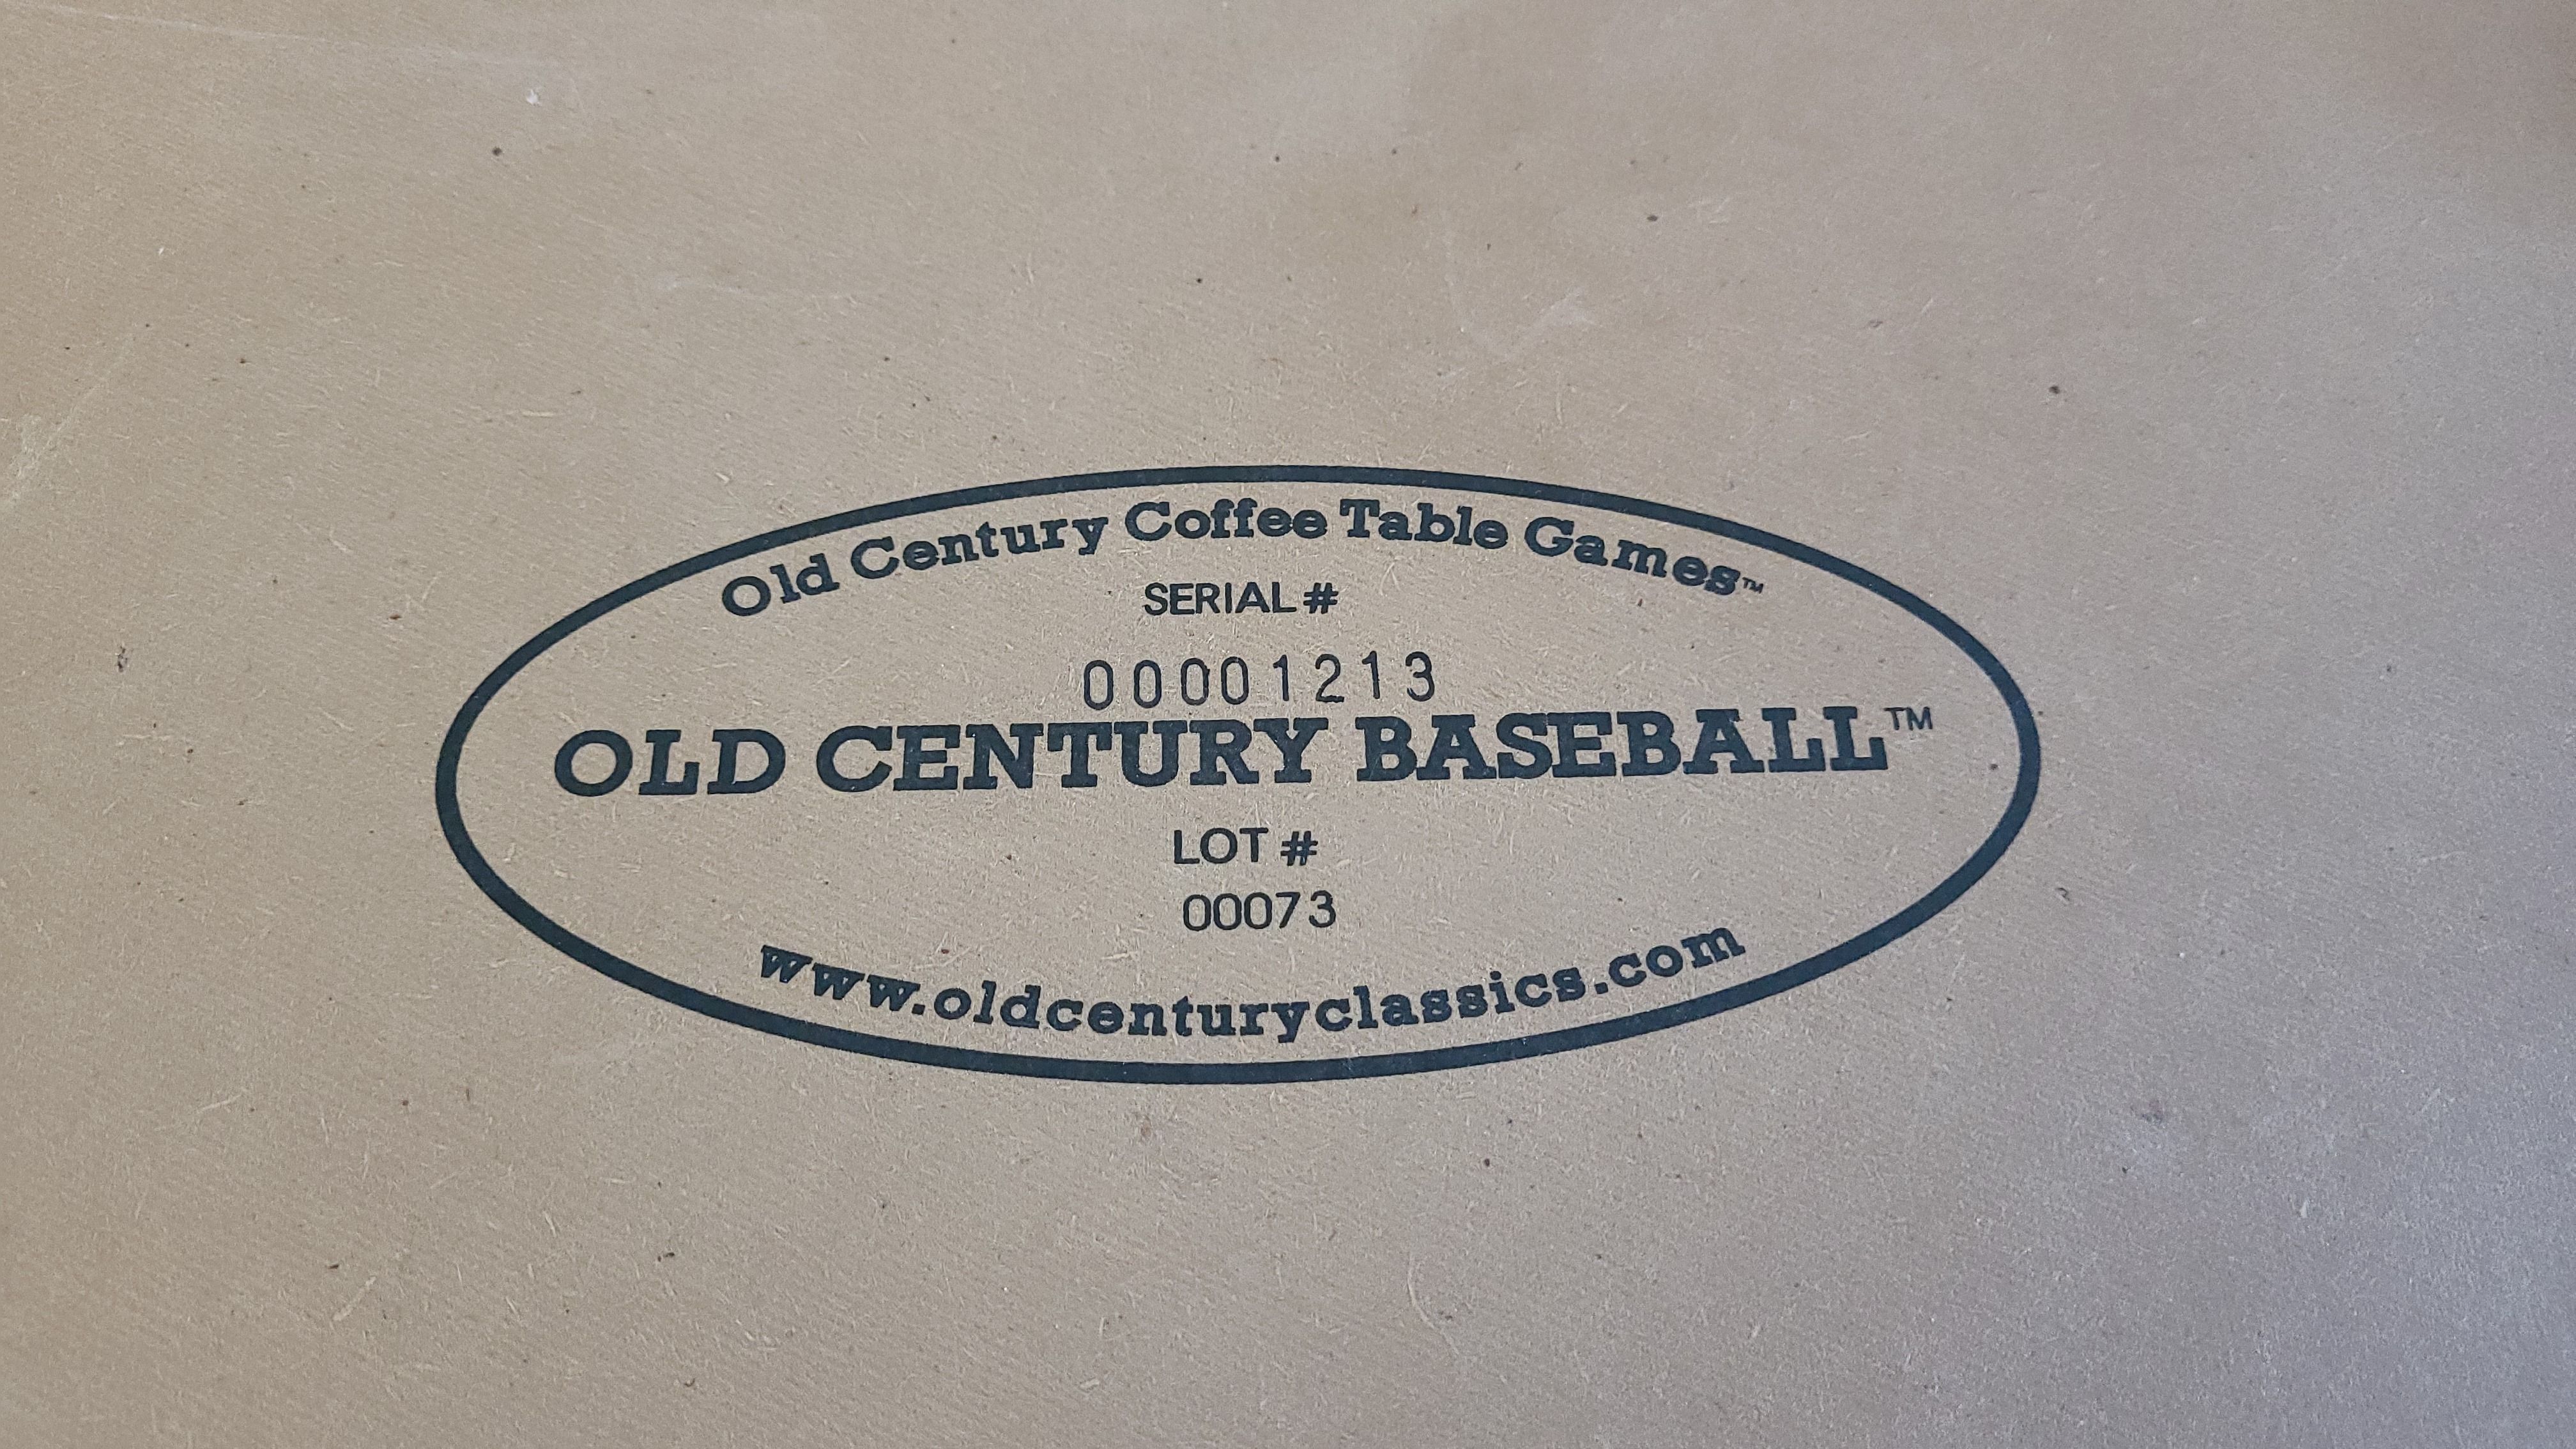 Old Century Coffee Table Games™
SERIAL #
00001213
OLD CENTURY BASEBALL™
LOT #
00073
www.oldcenturyclassics.com